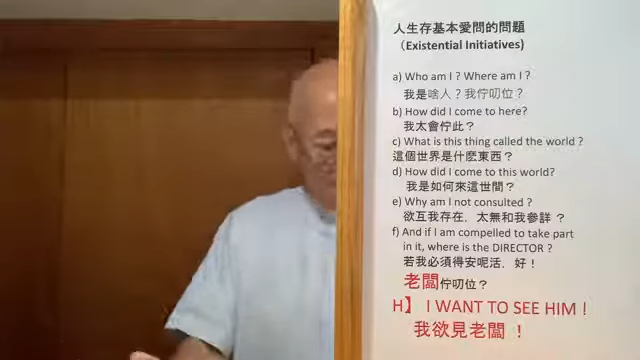 人生存基本愛問的問題
（Existential Initiatives)
a) Who am I ? Where am I ?
我是啥人？我佇叨位？
b) How did I come to here?
我太會佇此？
c) What is this thing called the world ?
這個世界是什麽東西？
d) How did I come to this world?
我是如何來這世間？
e) Why am I not consulted ?
欲互我存在．太無和我參詳 ？
f) And if I am compelled to take part
in it, where is the DIRECTOR ?
若我必須得安呢活．好！
老闆佇叨位？
H】 I WANT TO SEE HIM !
我欲見老闆 ！